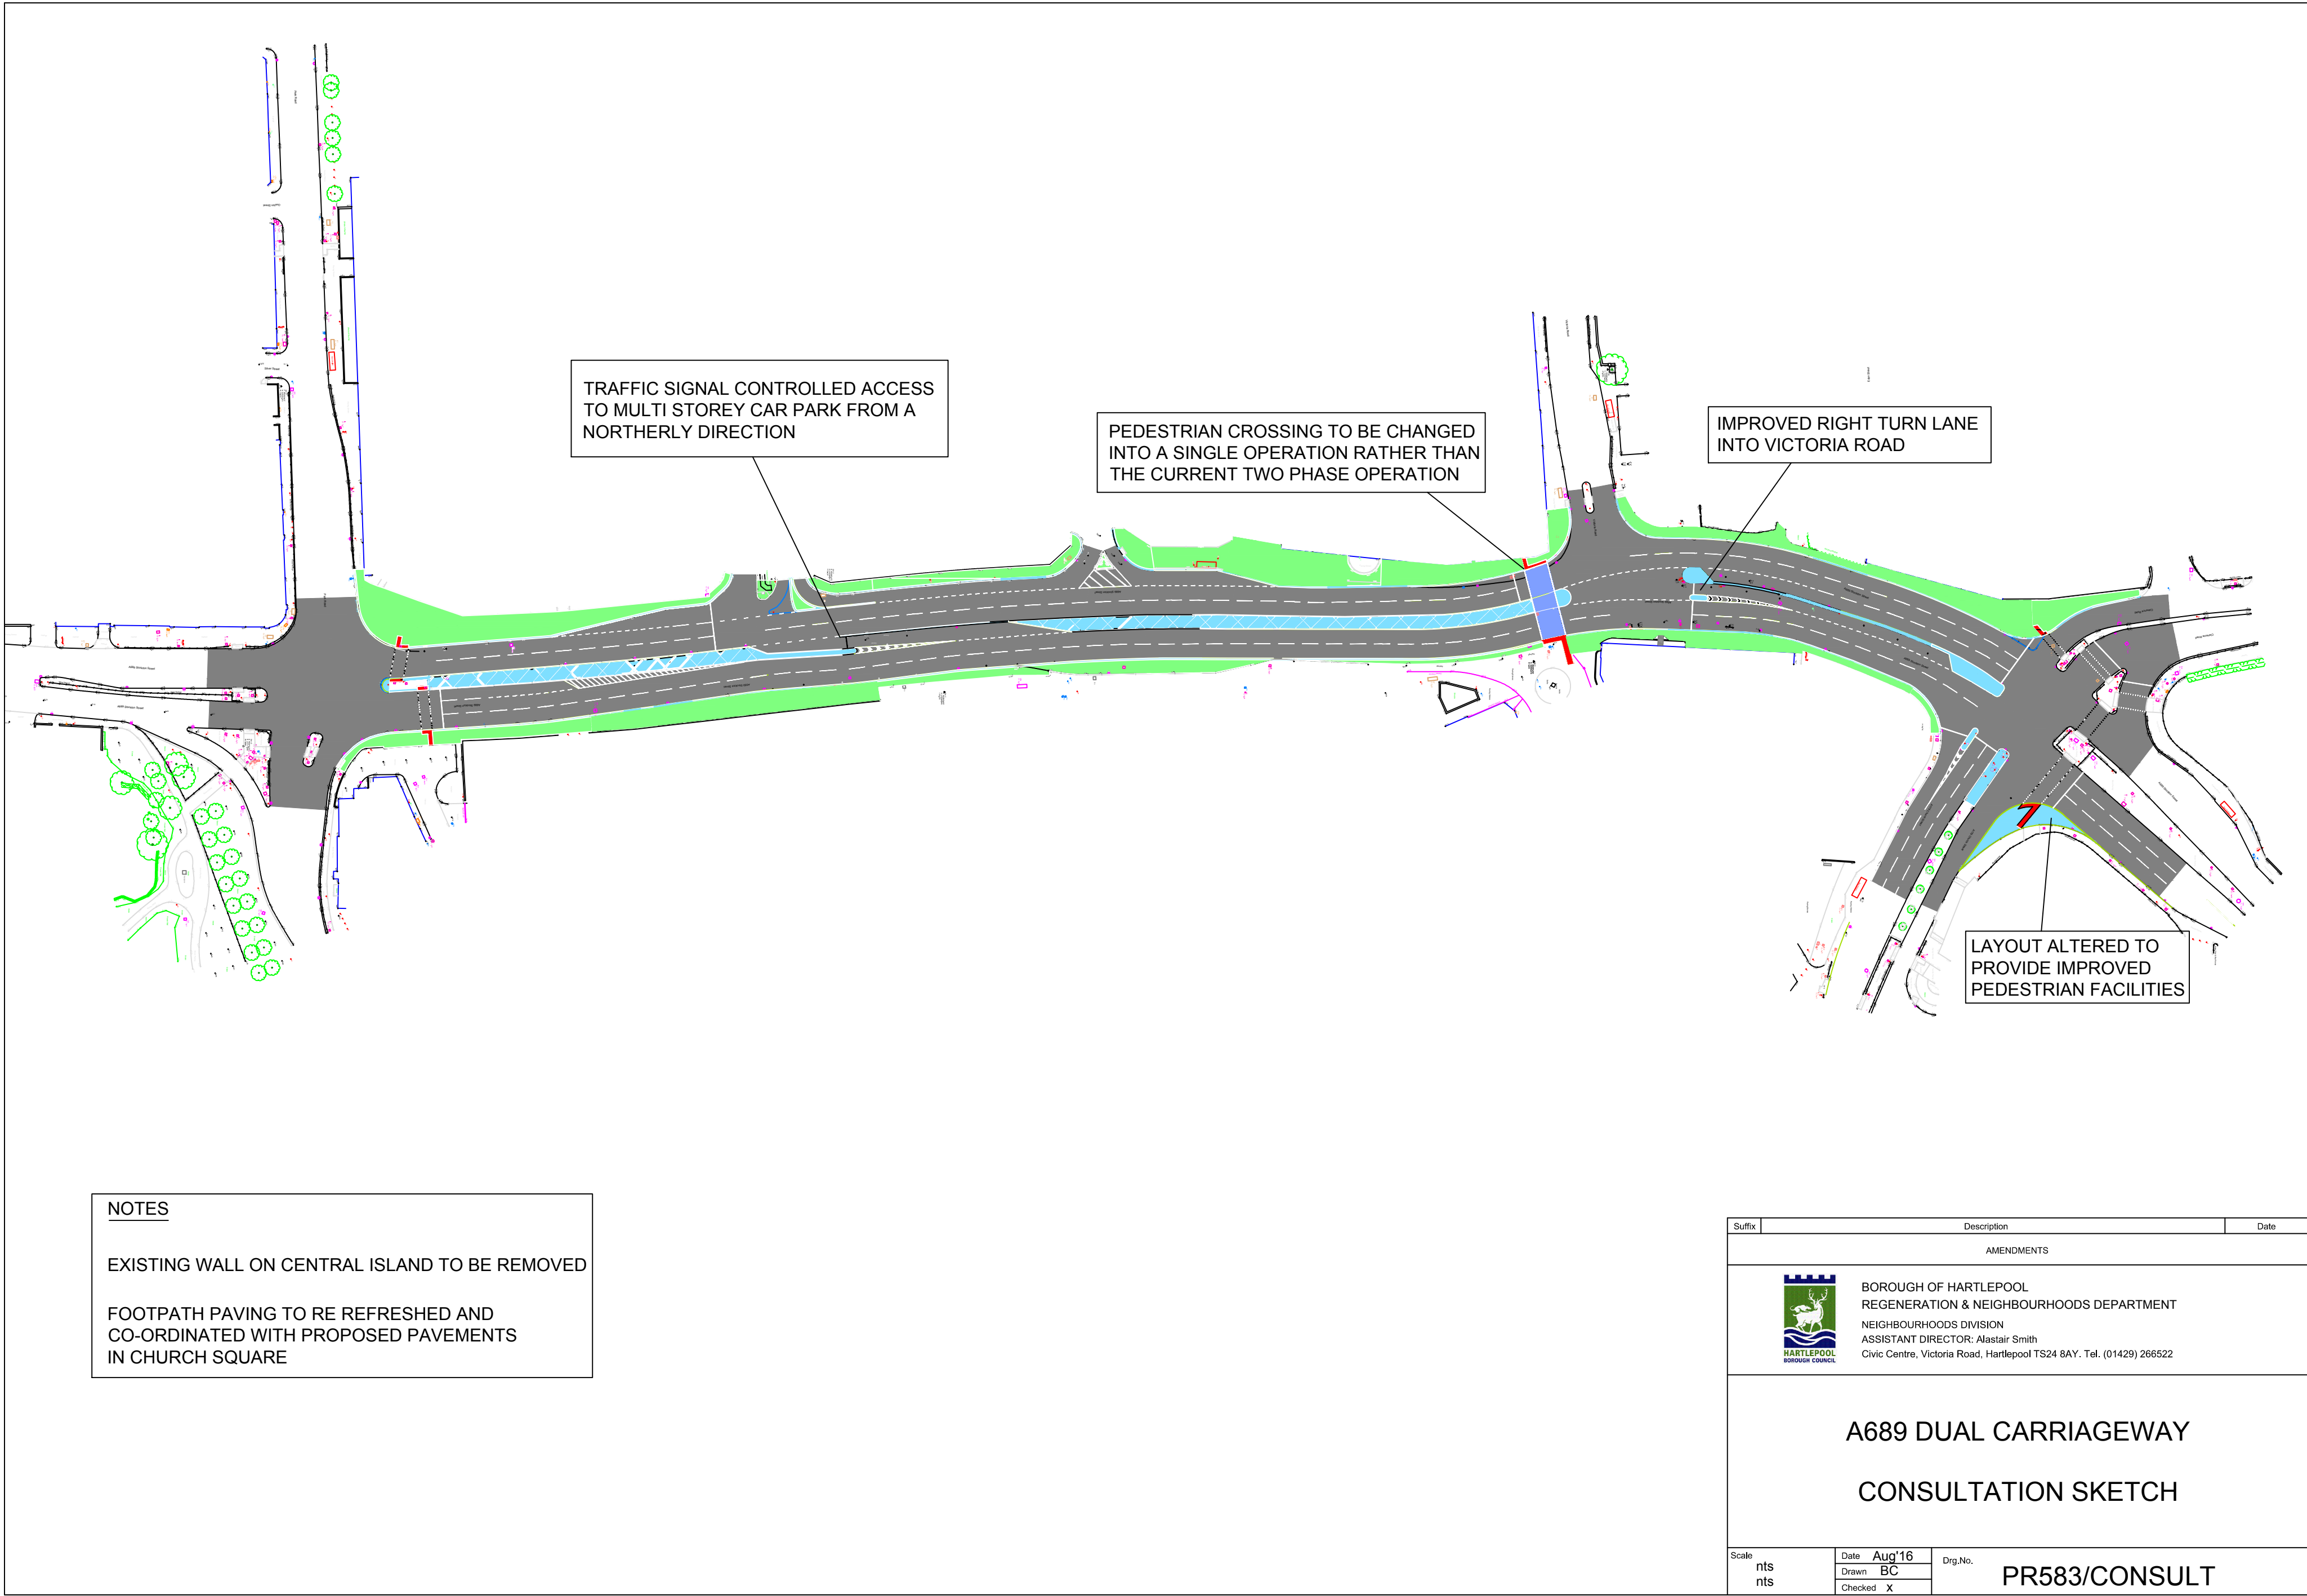 TRAFFIC SIGNAL CONTROLLED ACCESS
TO MULTI STOREY CAR PARK FROM A
NORTHERLY DIRECTION
PEDESTRIAN CROSSING TO BE CHANGED
INTO A SINGLE OPERATION RATHER THAN
THE CURRENT TWO PHASE OPERATION
IMPROVED RIGHT TURN LANE
INTO VICTORIA ROAD
LAYOUT ALTERED TO
PROVIDE IMPROVED
PEDESTRIAN FACILITIES
NOTES
EXISTING WALL ON CENTRAL ISLAND TO BE REMOVED
FOOTPATH PAVING TO RE REFRESHED AND
CO-ORDINATED WITH PROPOSED PAVEMENTS
IN CHURCH SQUARE
Suffix Description Date
AMENDMENTS
HARTLEPOOL
BOROUGH COUNCIL
BOROUGH OF HARTLEPOOL
REGENERATION & NEIGHBOURHOODS DEPARTMENT
NEIGHBOURHOODS DIVISION
ASSISTANT DIRECTOR: Alastair Smith
Civic Centre, Victoria Road, Hartlepool TS24 8AY. Tel. (01429) 266522
A689 DUAL CARRIAGEWAY
CONSULTATION SKETCH
Scale
nts
nts
Date Aug'16
Drawn BC
Checked X
Drg.No.
PR583/CONSULT